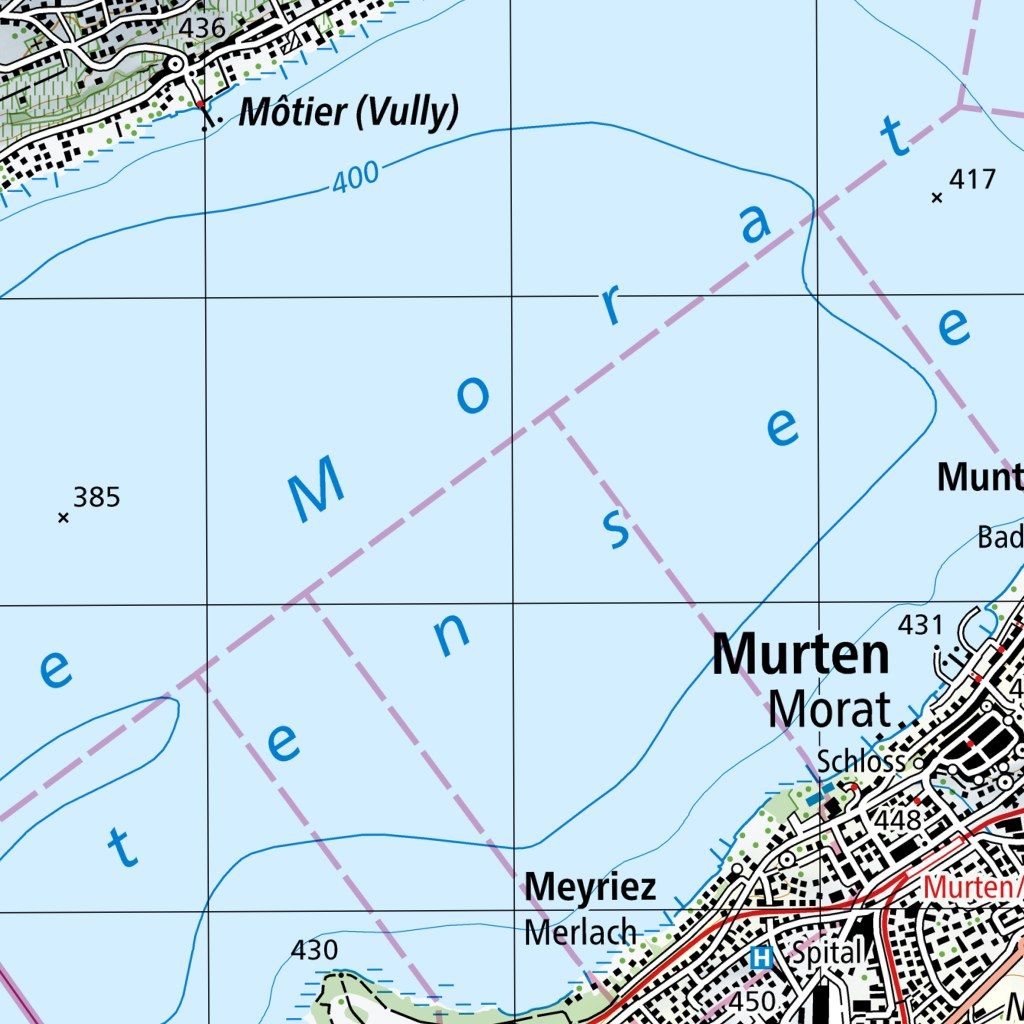 436
Môtier (Vully)
400
417
385
M o r a t
e t
e n s e e
Munt
Bad
431
Murten
Morat
4
Schloss
448
Meyriez
Merlach
Murten/
430
H Spital
450
M